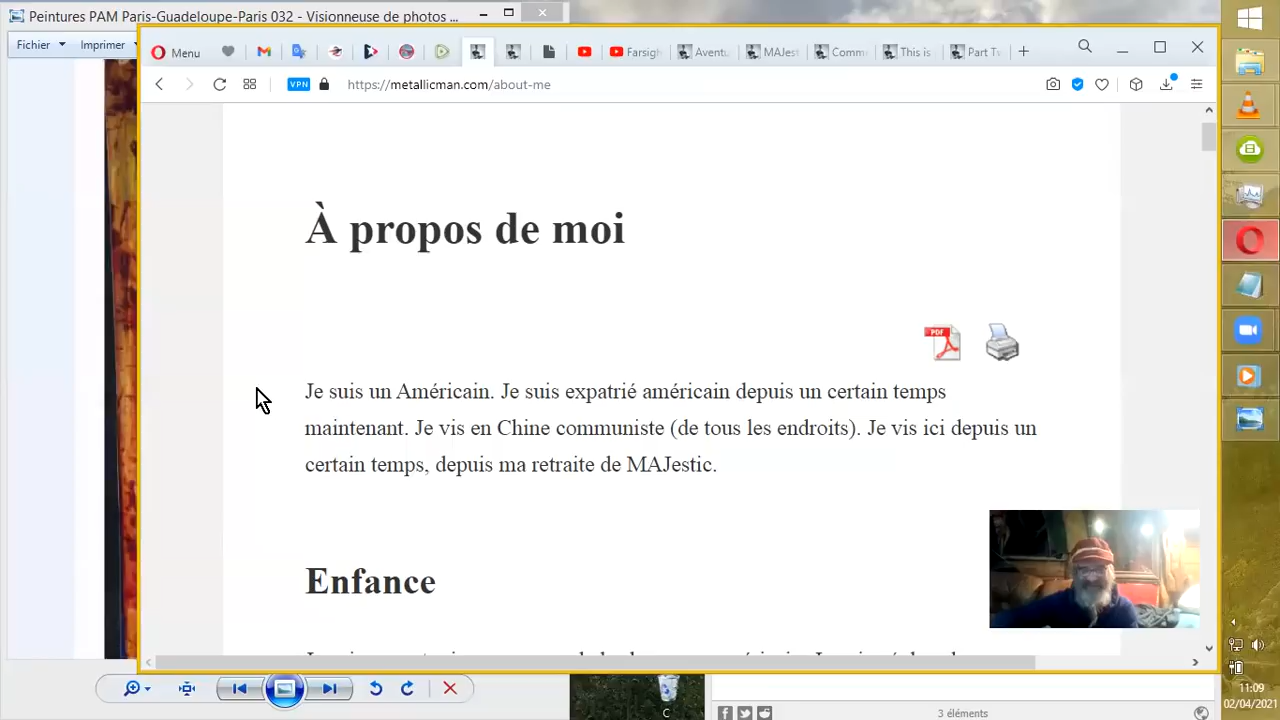 Peintures PAM Paris-Guadeloupe-Paris 032 - Visionneuse de photos ...
Fichier Imprimer
Menu Farsigh Aventu MAJest Comm This is Part Tv
VPN https://metallicman.com/about-me
À propos de moi
PDF
Je suis un Américain. Je suis expatrié américain depuis un certain temps
maintenant. Je vis en Chine communiste (de tous les endroits). Je vis ici depuis un
certain temps, depuis ma retraite de MAJestic.
Enfance
C
3 éléments
11:09
02/04/2021